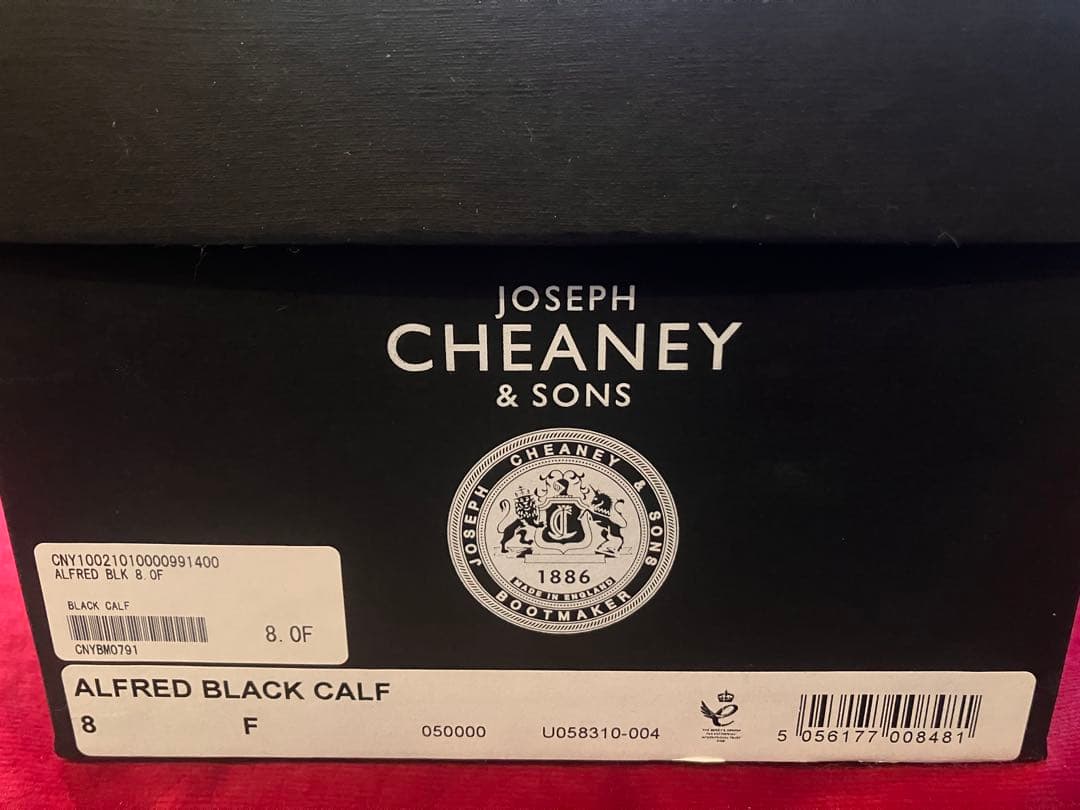 JOSEPH
CHEANEY
& SONS
JOSEPH CHEANEY & SONS
1886
MADE IN ENGLAND
BOOTMAKER
CNY10021010000991400
ALFRED BLK 8.0F
BLACK CALF
8.0F
CNYBM0791
ALFRED BLACK CALF
8 F 050000 U058310-004
5 056177 008481